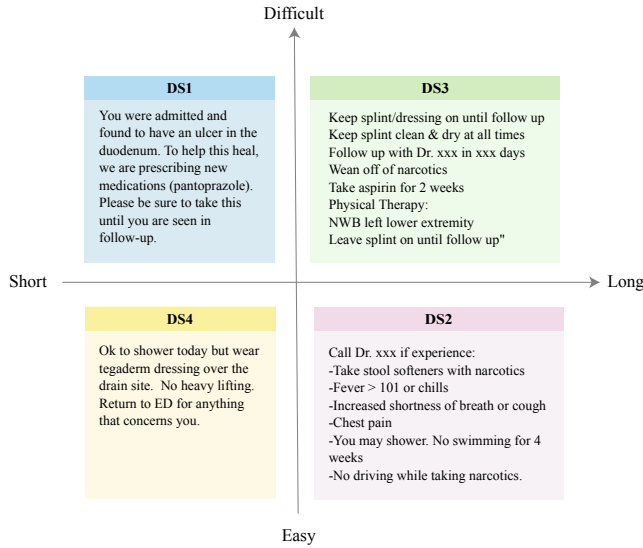 Difficult
DS1
You were admitted and
found to have an ulcer in the
duodenum. To help this heal,
we are prescribing new
medications (pantoprazole).
Please be sure to take this
until you are seen in
follow-up.
DS3
Keep splint/dressing on until follow up
Keep splint clean & dry at all times
Follow up with Dr. xxx in xxx days
Wean off of narcotics
Take aspirin for 2 weeks
Physical Therapy:
NWB left lower extremity
Leave splint on until follow up"
Short
Long
DS4
Ok to shower today but wear
tegaderm dressing over the
drain site.  No heavy lifting.
Return to ED for anything
that concerns you.
DS2
Call Dr. xxx if experience:
-Take stool softeners with narcotics
-Fever > 101 or chills
-Increased shortness of breath or cough
-Chest pain
-You may shower. No swimming for 4
weeks
-No driving while taking narcotics.
Easy